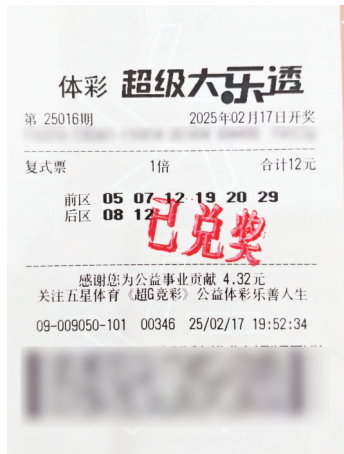 体彩 超级大乐透
第 25016期 2025年02月17日开奖
复式票 1倍 合计12元
前区 05 07 12 19 20 29
后区 08 12
已兑奖
感谢您为公益事业贡献 4.32元
关注五星体育《超G竞彩》公益体彩乐善人生
09-009050-101 00346 25/02/17 19:52:34